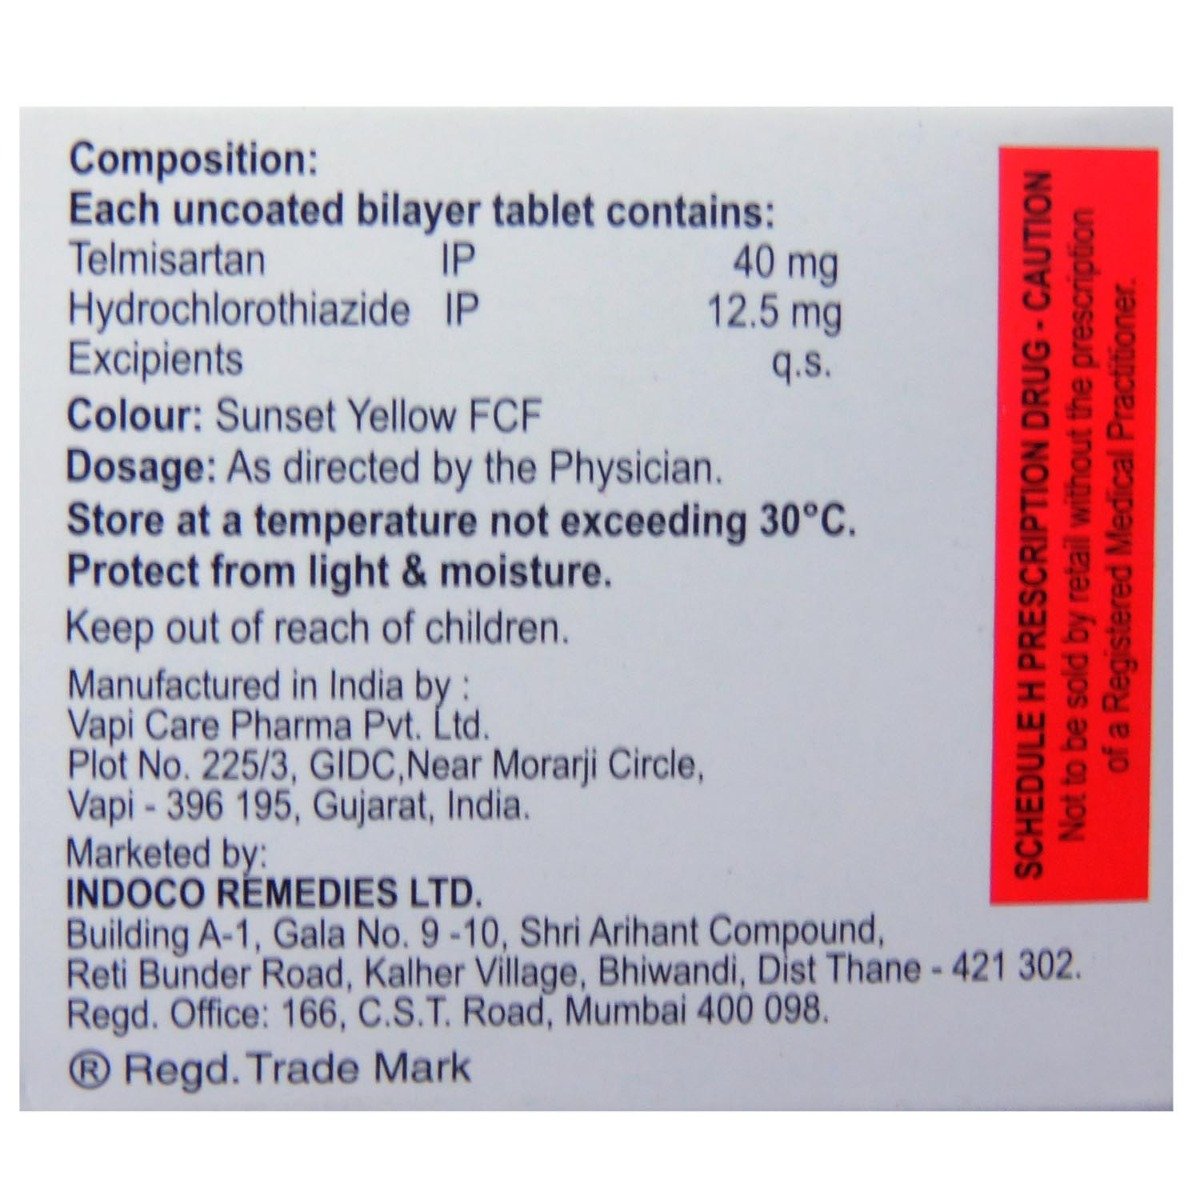 Composition:
Each uncoated bilayer tablet contains:
Telmisartan IP 40 mg
Hydrochlorothiazide IP 12.5 mg
Excipients q.s.
Colour: Sunset Yellow FCF
Dosage: As directed by the Physician.
Store at a temperature not exceeding 30°C.
Protect from light & moisture.
Keep out of reach of children.
Manufactured in India by :
Vapi Care Pharma Pvt. Ltd.
Plot No. 225/3, GIDC,Near Morarji Circle,
Vapi - 396 195, Gujarat, India.
Marketed by:
INDOCO REMEDIES LTD.
Building A-1, Gala No. 9 -10, Shri Arihant Compound,
Reti Bunder Road, Kalher Village, Bhiwandi, Dist Thane - 421 302.
Regd. Office: 166, C.S.T. Road, Mumbai 400 098.
® Regd. Trade Mark
SCHEDULE H PRESCRIPTION DRUG - CAUTION
Not to be sold by retail without the prescription
of a Registered Medical Practitioner.